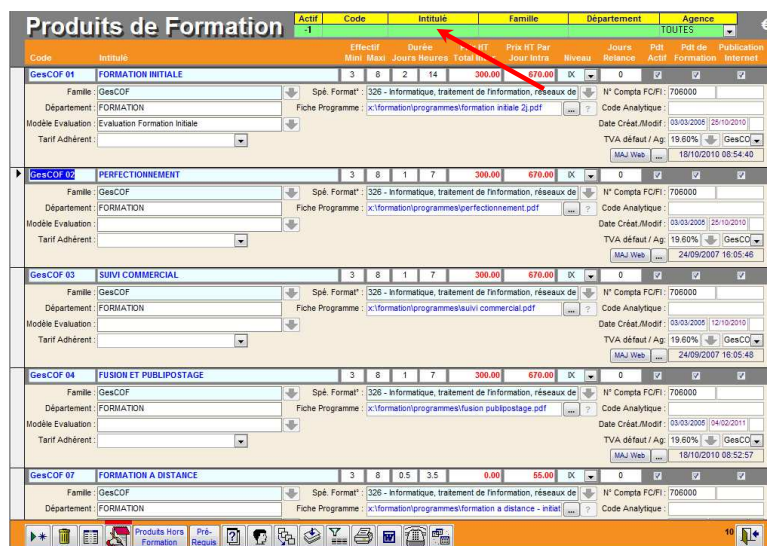 Produits de Formation
Actif Code Intitulé Famille Département Agence
-1 TOUTES €
Effectif Durée Prix HT Prix HT Par Jours Pdt Pdt de Publication
Code Intitulé Mini Maxi Jours Heures Total Jour Intra Niveau Relance Actif Formation Internet
GesCOF 01 FORMATION INITIALE 3 8 2 14 300.00 670.00 IX 0
Famille : GesCOF Spé. Format° : 326 - Informatique, traitement de l'information, réseaux de N° Compta FC/FI : 706000
Département : FORMATION Fiche Programme : x:\formation\programmes\formation initiale 2j.pdf ... ? Code Analytique :
Modèle Evaluation : Evaluation Formation Initiale Date Créat./Modif : 03/03/2005 25/10/2010
Tarif Adhérent : TVA défaut / Ag: 19.60% GesCO
MAJ Web ... 18/10/2010 08:54:40
GesCOF 02 PERFECTIONNEMENT 3 8 1 7 300.00 670.00 IX 0
Famille : GesCOF Spé. Format° : 326 - Informatique, traitement de l'information, réseaux de N° Compta FC/FI : 706000
Département : FORMATION Fiche Programme : x:\formation\programmes\perfectionnement.pdf ... ? Code Analytique :
Modèle Evaluation : Date Créat./Modif : 03/03/2005 25/10/2010
Tarif Adhérent : TVA défaut / Ag: 19.60% GesCO
MAJ Web ... 24/09/2007 16:05:46
GesCOF 03 SUIVI COMMERCIAL 3 8 1 7 300.00 670.00 IX 0
Famille : GesCOF Spé. Format° : 326 - Informatique, traitement de l'information, réseaux de N° Compta FC/FI : 706000
Département : FORMATION Fiche Programme : x:\formation\programmes\suivi commercial.pdf ... ? Code Analytique :
Modèle Evaluation : Date Créat./Modif : 03/03/2005 12/10/2010
Tarif Adhérent : TVA défaut / Ag: 19.60% GesCO
MAJ Web ... 24/09/2007 16:05:48
GesCOF 04 FUSION ET PUBLIPOSTAGE 3 8 1 7 300.00 670.00 IX 0
Famille : GesCOF Spé. Format° : 326 - Informatique, traitement de l'information, réseaux de N° Compta FC/FI : 706000
Département : FORMATION Fiche Programme : x:\formation\programmes\fusion publipostage.pdf ... ? Code Analytique :
Modèle Evaluation : Date Créat./Modif : 03/03/2005 04/02/2011
Tarif Adhérent : TVA défaut / Ag: 19.60% GesCO
MAJ Web ... 18/10/2010 08:52:57
GesCOF 07 FORMATION A DISTANCE 3 8 0.5 3.5 0.00 55.00 IX 0
Famille : GesCOF Spé. Format° : 326 - Informatique, traitement de l'information, réseaux de N° Compta FC/FI : 706000
Département : FORMATION Fiche Programme : x:\formation\programmes\formation a distance - initiat ... ? Code Analytique :
Produits Hors Formation Pré-Requis 10